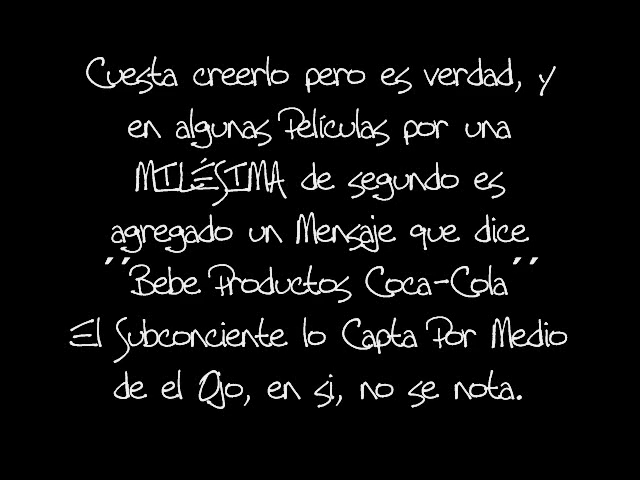 Cuesta creerlo pero es verdad, y
en algunas Películas por una
MILÉSIMA de segundo es
agregado un Mensaje que dice
´´Bebe Productos Coca-Cola´´
El Subconciente lo Capta Por Medio
de el Ojo, en si, no se nota.